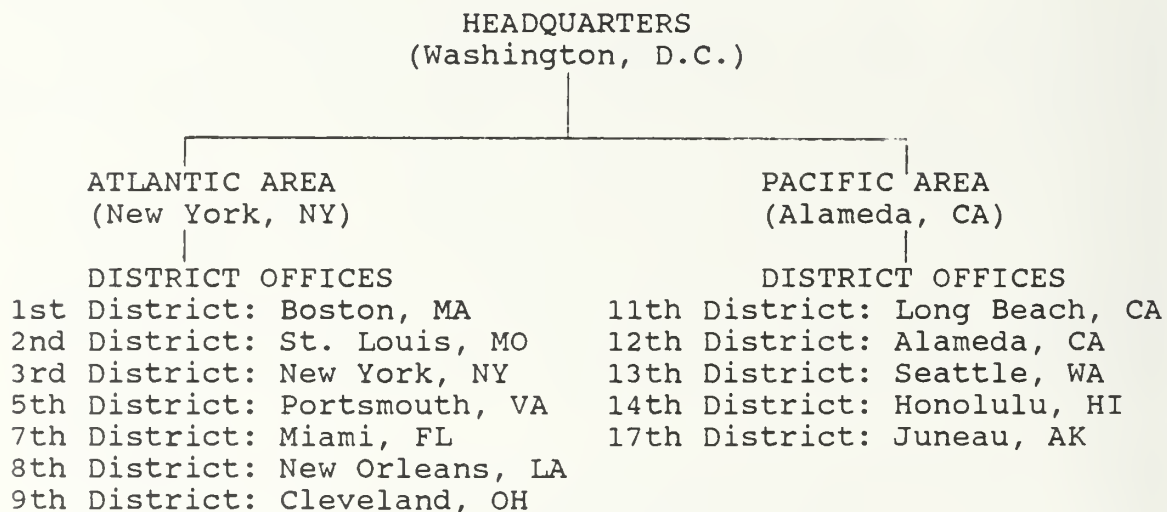 HEADQUARTERS
(Washington, D.C.)
ATLANTIC AREA
(New York, NY)
DISTRICT OFFICES
1st District: Boston, MA
2nd District: St. Louis, MO
3rd District: New York, NY
5th District: Portsmouth, VA
7th District: Miami, FL
8th District: New Orleans, LA
9th District: Cleveland, OH
PACIFIC AREA
(Alameda, CA)
DISTRICT OFFICES
11th District: Long Beach, CA
12th District: Alameda, CA
13th District: Seattle, WA
14th District: Honolulu, HI
17th District: Juneau, AK